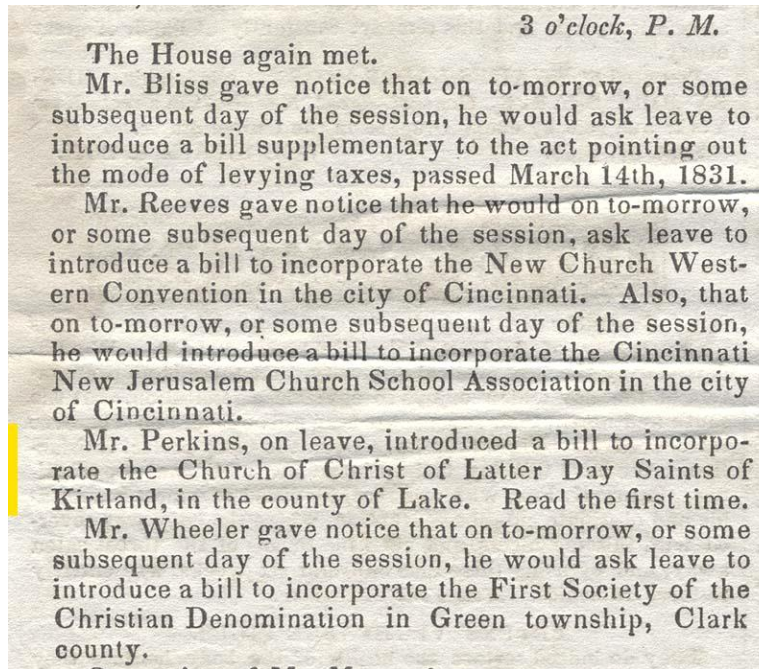 3 o'clock, P. M.
The House again met.
Mr. Bliss gave notice that on to-morrow, or some
subsequent day of the session, he would ask leave to
introduce a bill supplementary to the act pointing out
the mode of levying taxes, passed March 14th, 1831.
Mr. Reeves gave notice that he would on to-morrow,
or some subsequent day of the session, ask leave to
introduce a bill to incorporate the New Church West-
ern Convention in the city of Cincinnati. Also, that
on to-morrow, or some subsequent day of the session,
he would introduce a bill to incorporate the Cincinnati
New Jerusalem Church School Association in the city
of Cincinnati.
Mr. Perkins, on leave, introduced a bill to incorpo-
rate the Church of Christ of Latter Day Saints of
Kirtland, in the county of Lake. Read the first time.
Mr. Wheeler gave notice that on to-morrow, or some
subsequent day of the session, he would ask leave to
introduce a bill to incorporate the First Society of the
Christian Denomination in Green township, Clark
county.